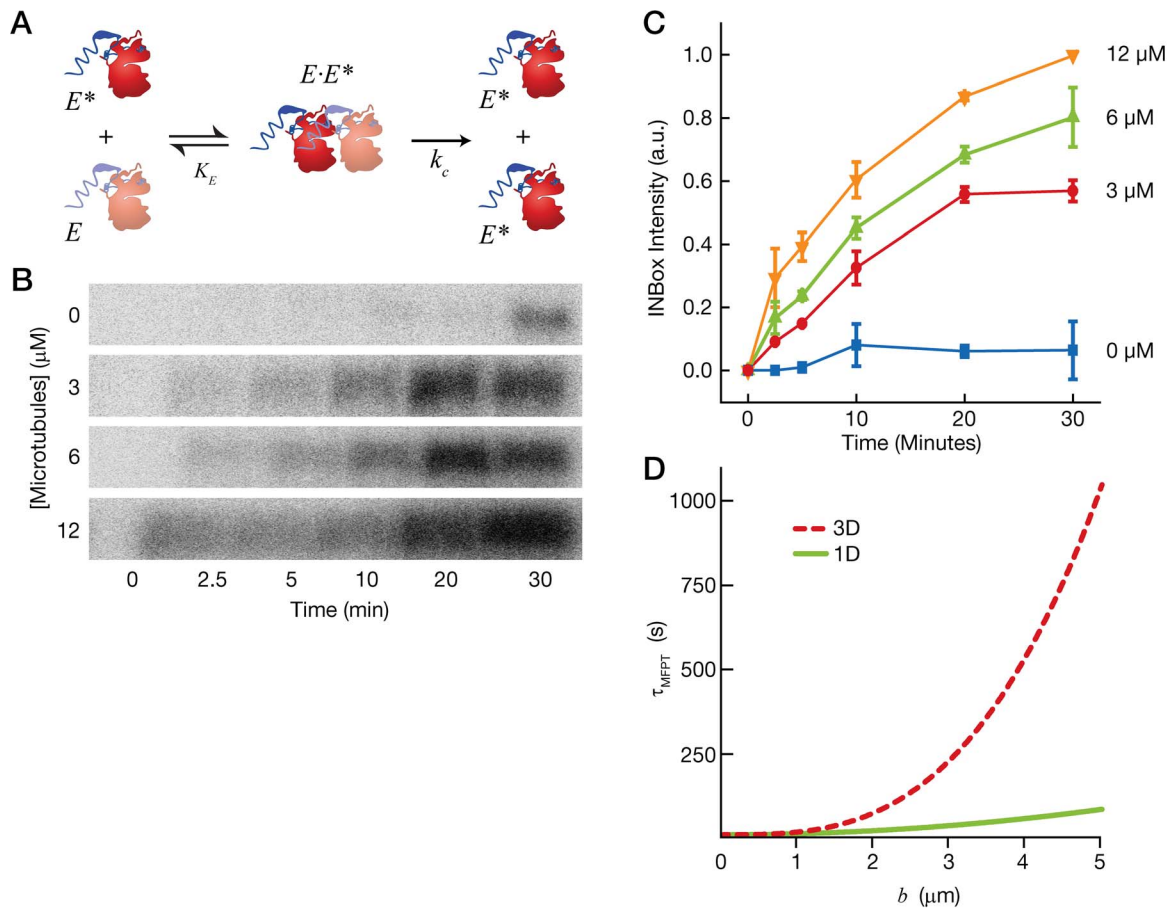 A
E*
+
E
K_E
E·E*
k_c
E*
+
E*
B
[Microtubules] (μM)
0
3
6
12
0 2.5 5 10 20 30
Time (min)
C
INBox Intensity (a.u.)
1.0
0.8
0.6
0.4
0.2
0.0
12 μM
6 μM
3 μM
0 μM
0 10 20 30
Time (Minutes)
D
τ_MFPT (s)
1000
750
500
250
3D
1D
0 1 2 3 4 5
b (μm)